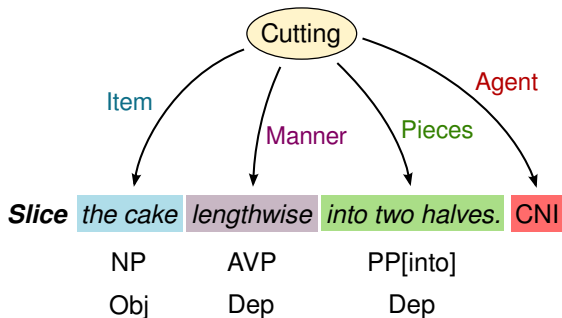 Cutting
Agent
Item
Pieces
Manner
Slice the cake lengthwise into two halves. CNI
NP AVP PP[into]
Obj Dep Dep